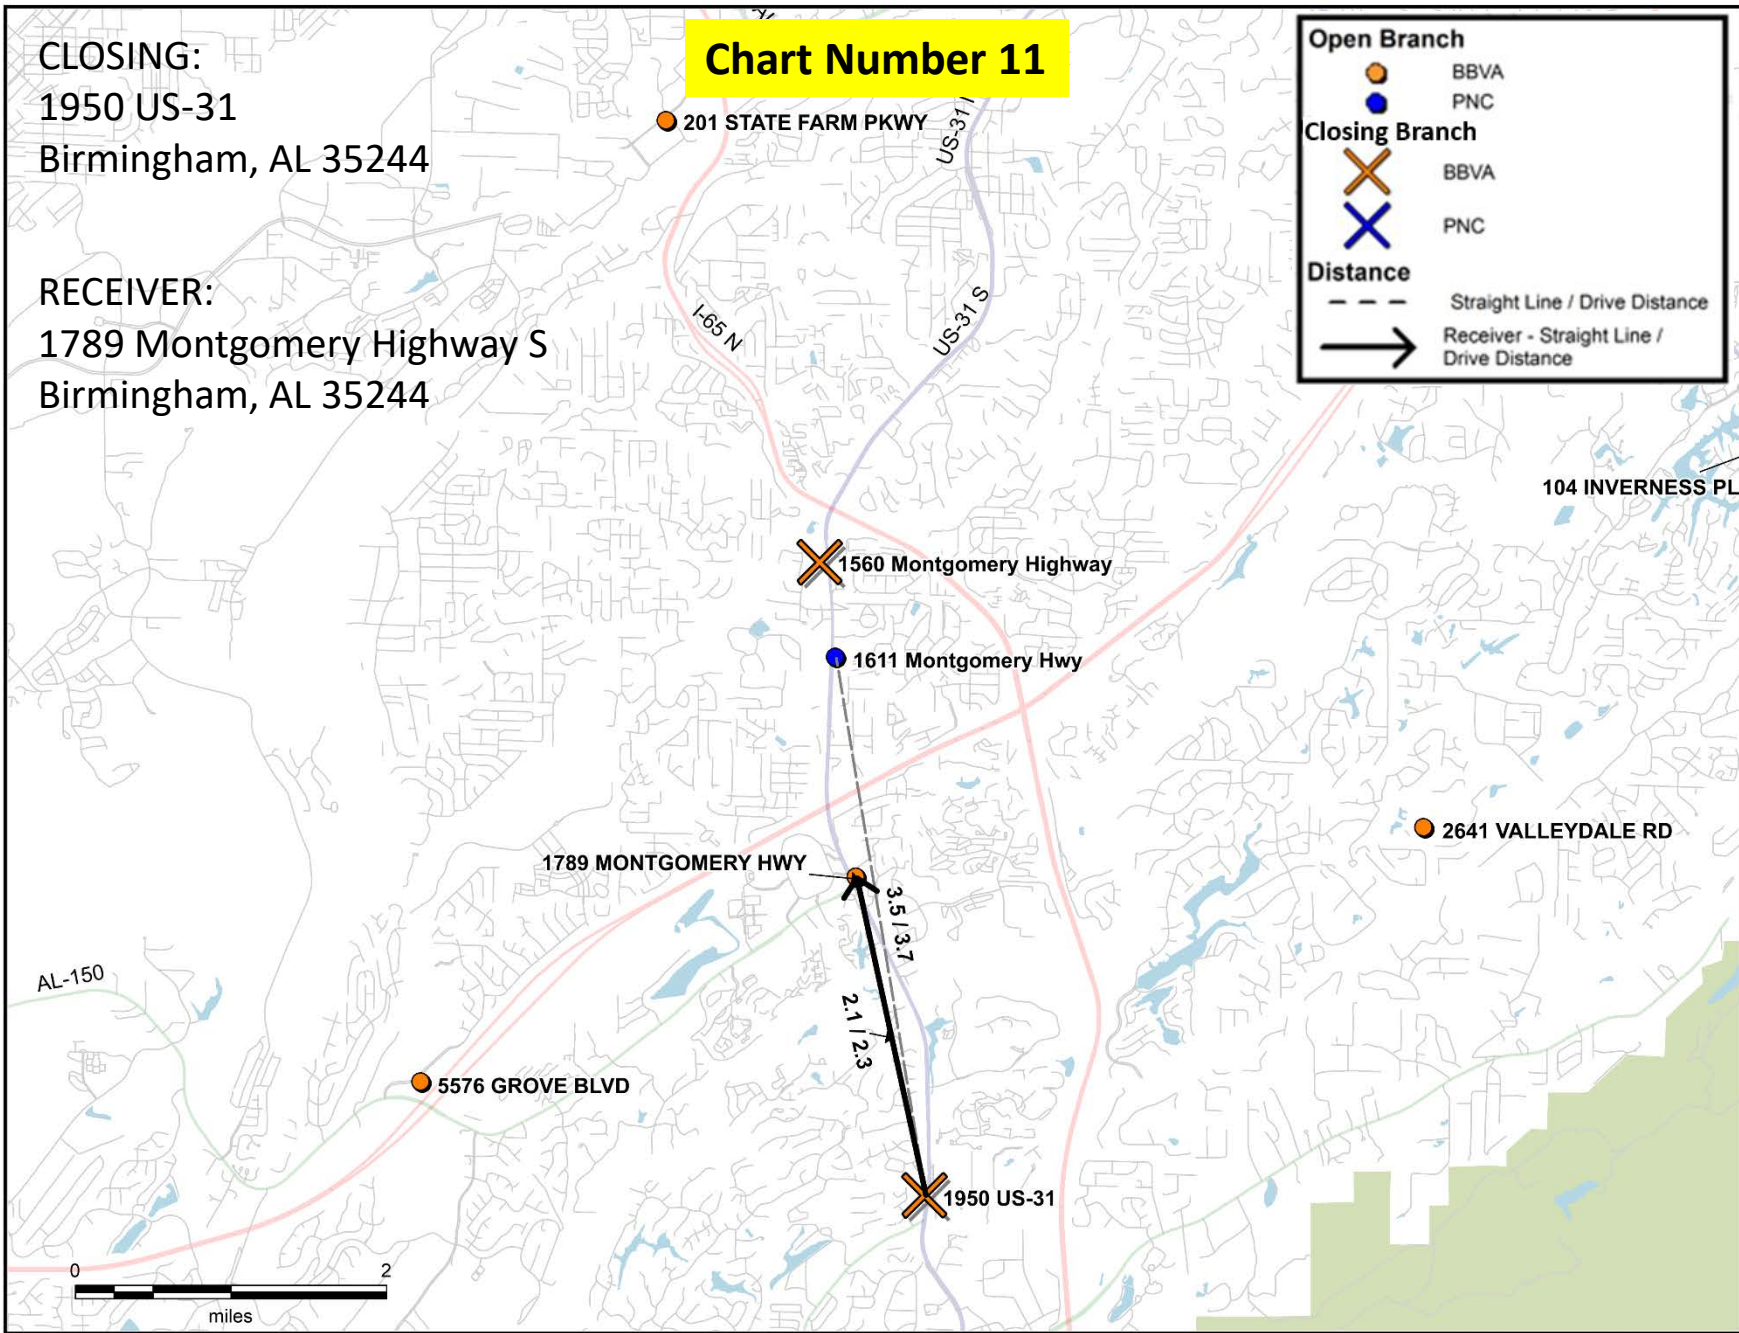 CLOSING:
1950 US-31
Birmingham, AL 35244
RECEIVER:
1789 Montgomery Highway S
Birmingham, AL 35244
Chart Number 11
Open Branch
BBVA
PNC
Closing Branch
BBVA
PNC
Distance
Straight Line / Drive Distance
Receiver - Straight Line /
Drive Distance
201 STATE FARM PKWY
US-31
I-65 N
US-31 S
104 INVERNESS PL
1560 Montgomery Highway
1611 Montgomery Hwy
2641 VALLEYDALE RD
1789 MONTGOMERY HWY
3.5 / 3.7
2.1 / 2.3
AL-150
5576 GROVE BLVD
1950 US-31
0 2
miles